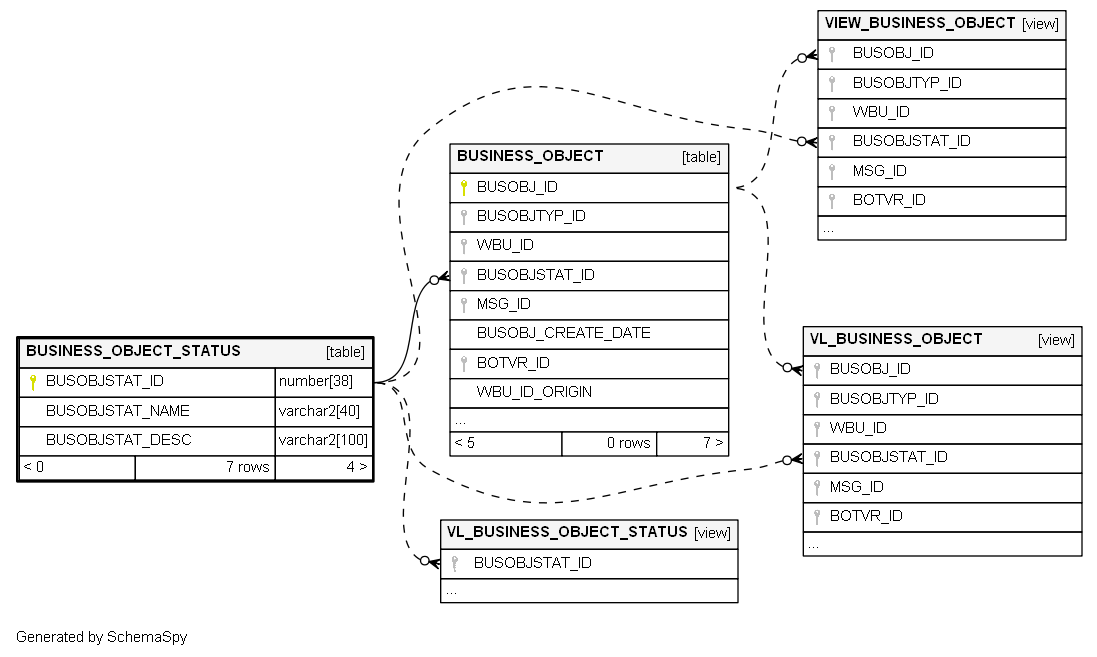 VIEW_BUSINESS_OBJECT [view]
BUSOBJ_ID
BUSOBJTYP_ID
WBU_ID
BUSOBJSTAT_ID
MSG_ID
BOTVR_ID
...
BUSINESS_OBJECT [table]
BUSOBJ_ID
BUSOBJTYP_ID
WBU_ID
BUSOBJSTAT_ID
MSG_ID
BUSOBJ_CREATE_DATE
BOTVR_ID
WBU_ID_ORIGIN
...
< 5 0 rows 7 >
BUSINESS_OBJECT_STATUS [table]
BUSOBJSTAT_ID number[38]
BUSOBJSTAT_NAME varchar2[40]
BUSOBJSTAT_DESC varchar2[100]
< 0 7 rows 4 >
VL_BUSINESS_OBJECT [view]
BUSOBJ_ID
BUSOBJTYP_ID
WBU_ID
BUSOBJSTAT_ID
MSG_ID
BOTVR_ID
...
VL_BUSINESS_OBJECT_STATUS [view]
BUSOBJSTAT_ID
...
Generated by SchemaSpy